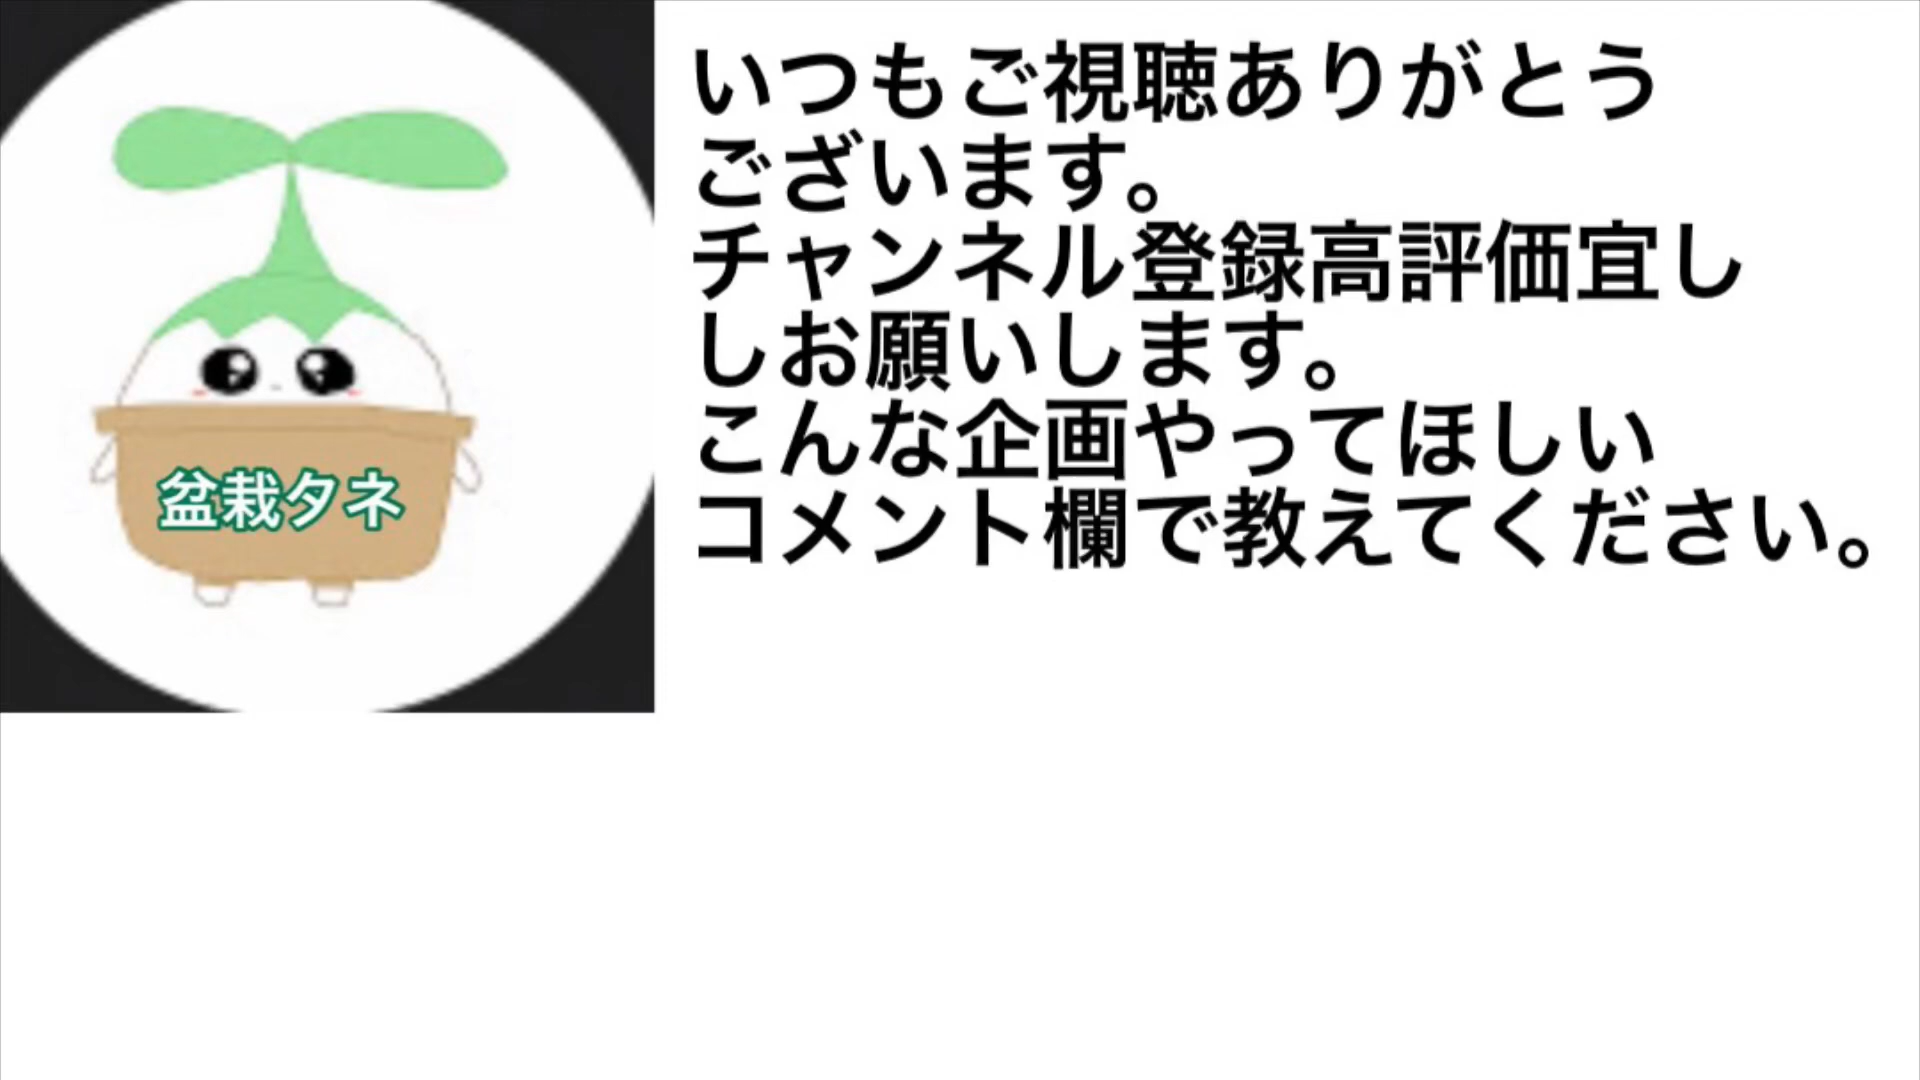 盆栽タネ
いつもご視聴ありがとう
ございます。
チャンネル登録高評価宜し
しお願いします。
こんな企画やってほしい
コメント欄で教えてください。